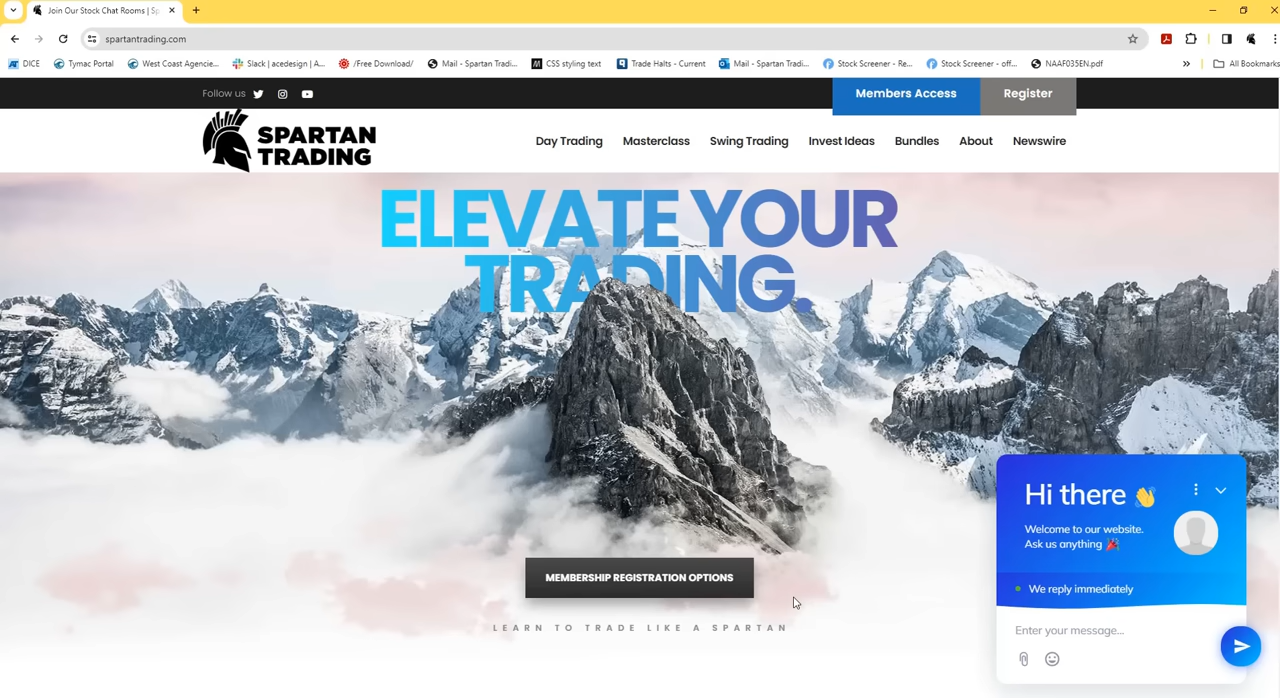 Join Our Stock Chat Rooms | Sp
spartantrading.com
DICE
Tymac Portal
West Coast Agencie...
Slack | acedesign | A...
/Free Download/
Mail - Spartan Tradi...
CSS styling text
Trade Halts - Current
Mail - Spartan Tradi...
Stock Screener - Re...
Stock Screener - off...
NAAF035EN.pdf
»
All Bookmarks
Follow us
Members Access
Register
SPARTAN
TRADING
Day Trading
Masterclass
Swing Trading
Invest Ideas
Bundles
About
Newswire
ELEVATE YOUR
TRADING.
Hi there 👋
Welcome to our website.
Ask us anything 🎉
We reply immediately
MEMBERSHIP REGISTRATION OPTIONS
LEARN TO TRADE LIKE A SPARTAN
Enter your message...